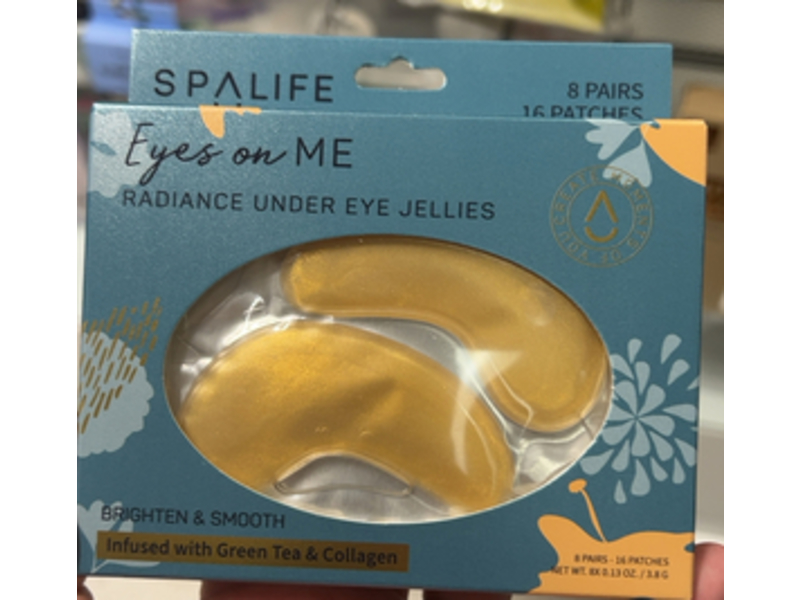 SPALIFE
8 PAIRS
16 PATCHES
Eyes on ME
RADIANCE UNDER EYE JELLIES
BRIGHTEN & SMOOTH
Infused with Green Tea & Collagen
8 PAIRS - 16 PATCHES
NET WT. 8X 0.13 OZ. / 3.8 G